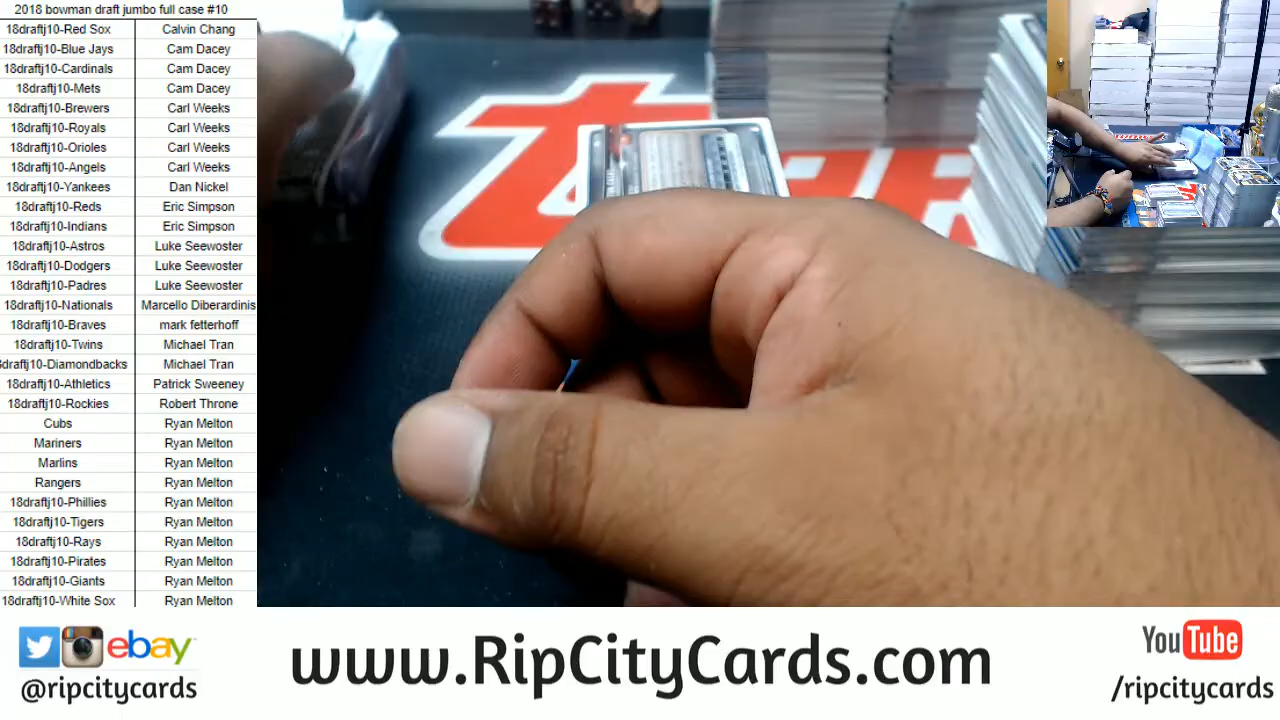 2018 bowman draft jumbo full case #10
18draftj10-Red Sox Calvin Chang
18draftj10-Blue Jays Cam Dacey
18draftj10-Cardinals Cam Dacey
18draftj10-Mets Cam Dacey
18draftj10-Brewers Carl Weeks
18draftj10-Royals Carl Weeks
18draftj10-Orioles Carl Weeks
18draftj10-Angels Carl Weeks
18draftj10-Yankees Dan Nickel
18draftj10-Reds Eric Simpson
18draftj10-Indians Eric Simpson
18draftj10-Astros Luke Seewoster
18draftj10-Dodgers Luke Seewoster
18draftj10-Padres Luke Seewoster
18draftj10-Nationals Marcello Diberardinis
18draftj10-Braves mark fetterhoff
18draftj10-Twins Michael Tran
8draftj10-Diamondbacks Michael Tran
18draftj10-Athletics Patrick Sweeney
18draftj10-Rockies Robert Throne
Cubs Ryan Melton
Mariners Ryan Melton
Marlins Ryan Melton
Rangers Ryan Melton
18draftj10-Phillies Ryan Melton
18draftj10-Tigers Ryan Melton
18draftj10-Rays Ryan Melton
18draftj10-Pirates Ryan Melton
18draftj10-Giants Ryan Melton
18draftj10-White Sox Ryan Melton
ebay
@ripcitycards
www.RipCityCards.com
YouTube
/ripcitycards